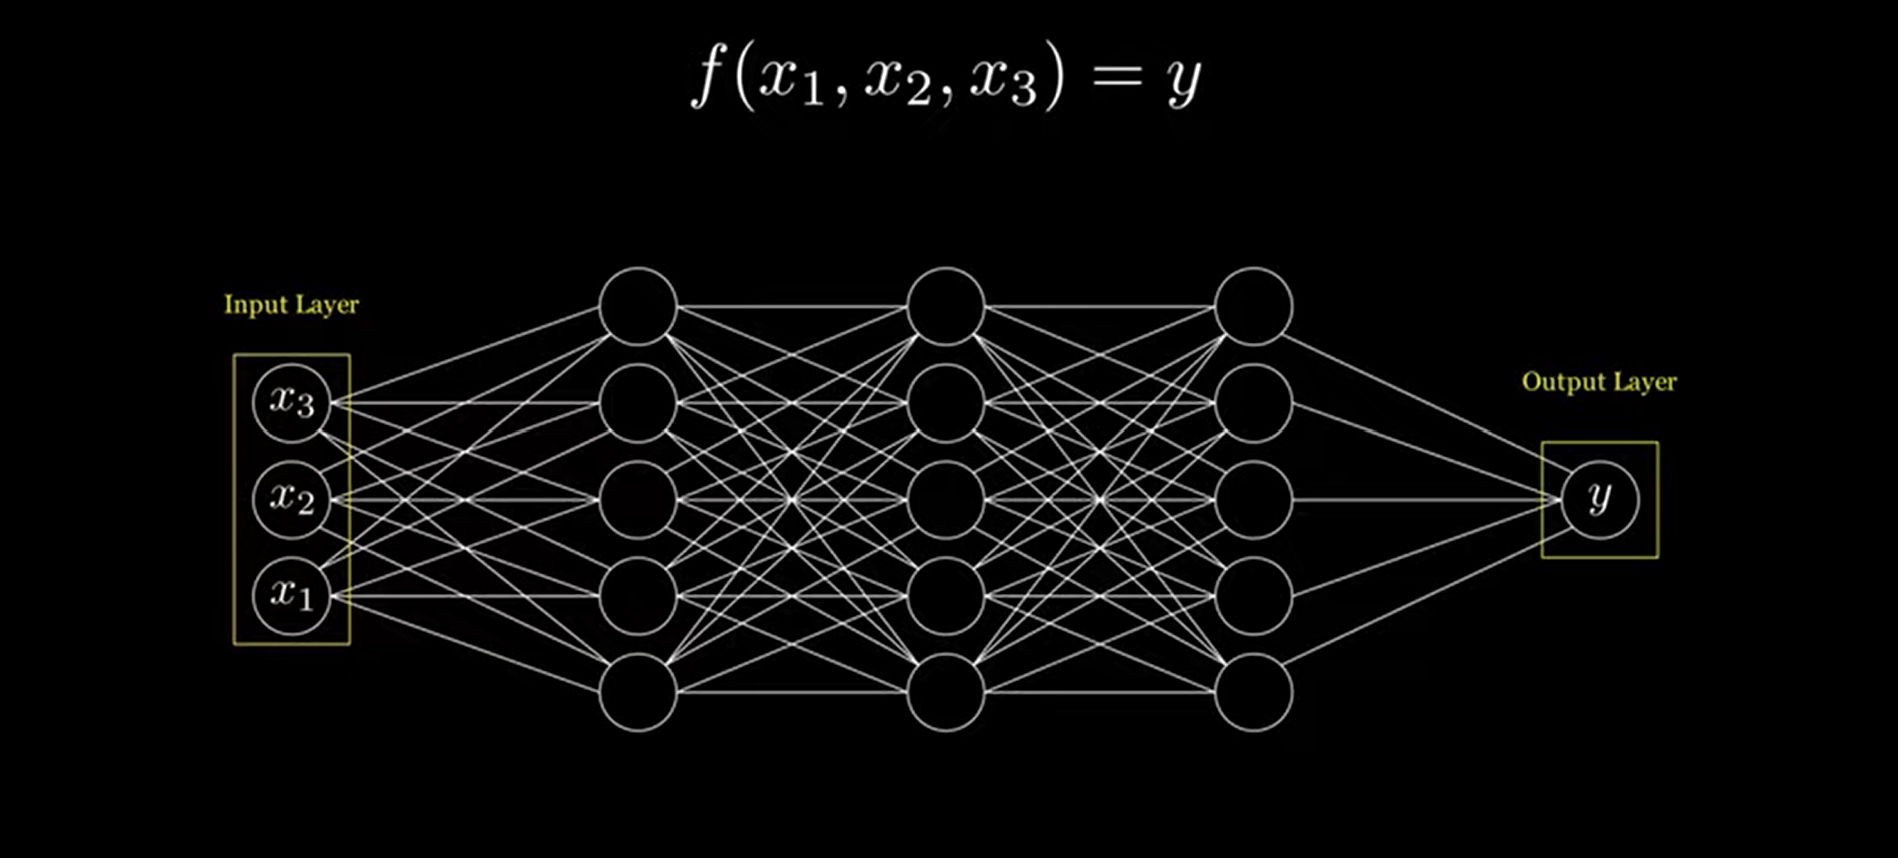 f(x₁, x₂, x₃) = y
Input Layer
x₃
x₂
x₁
Output Layer
y